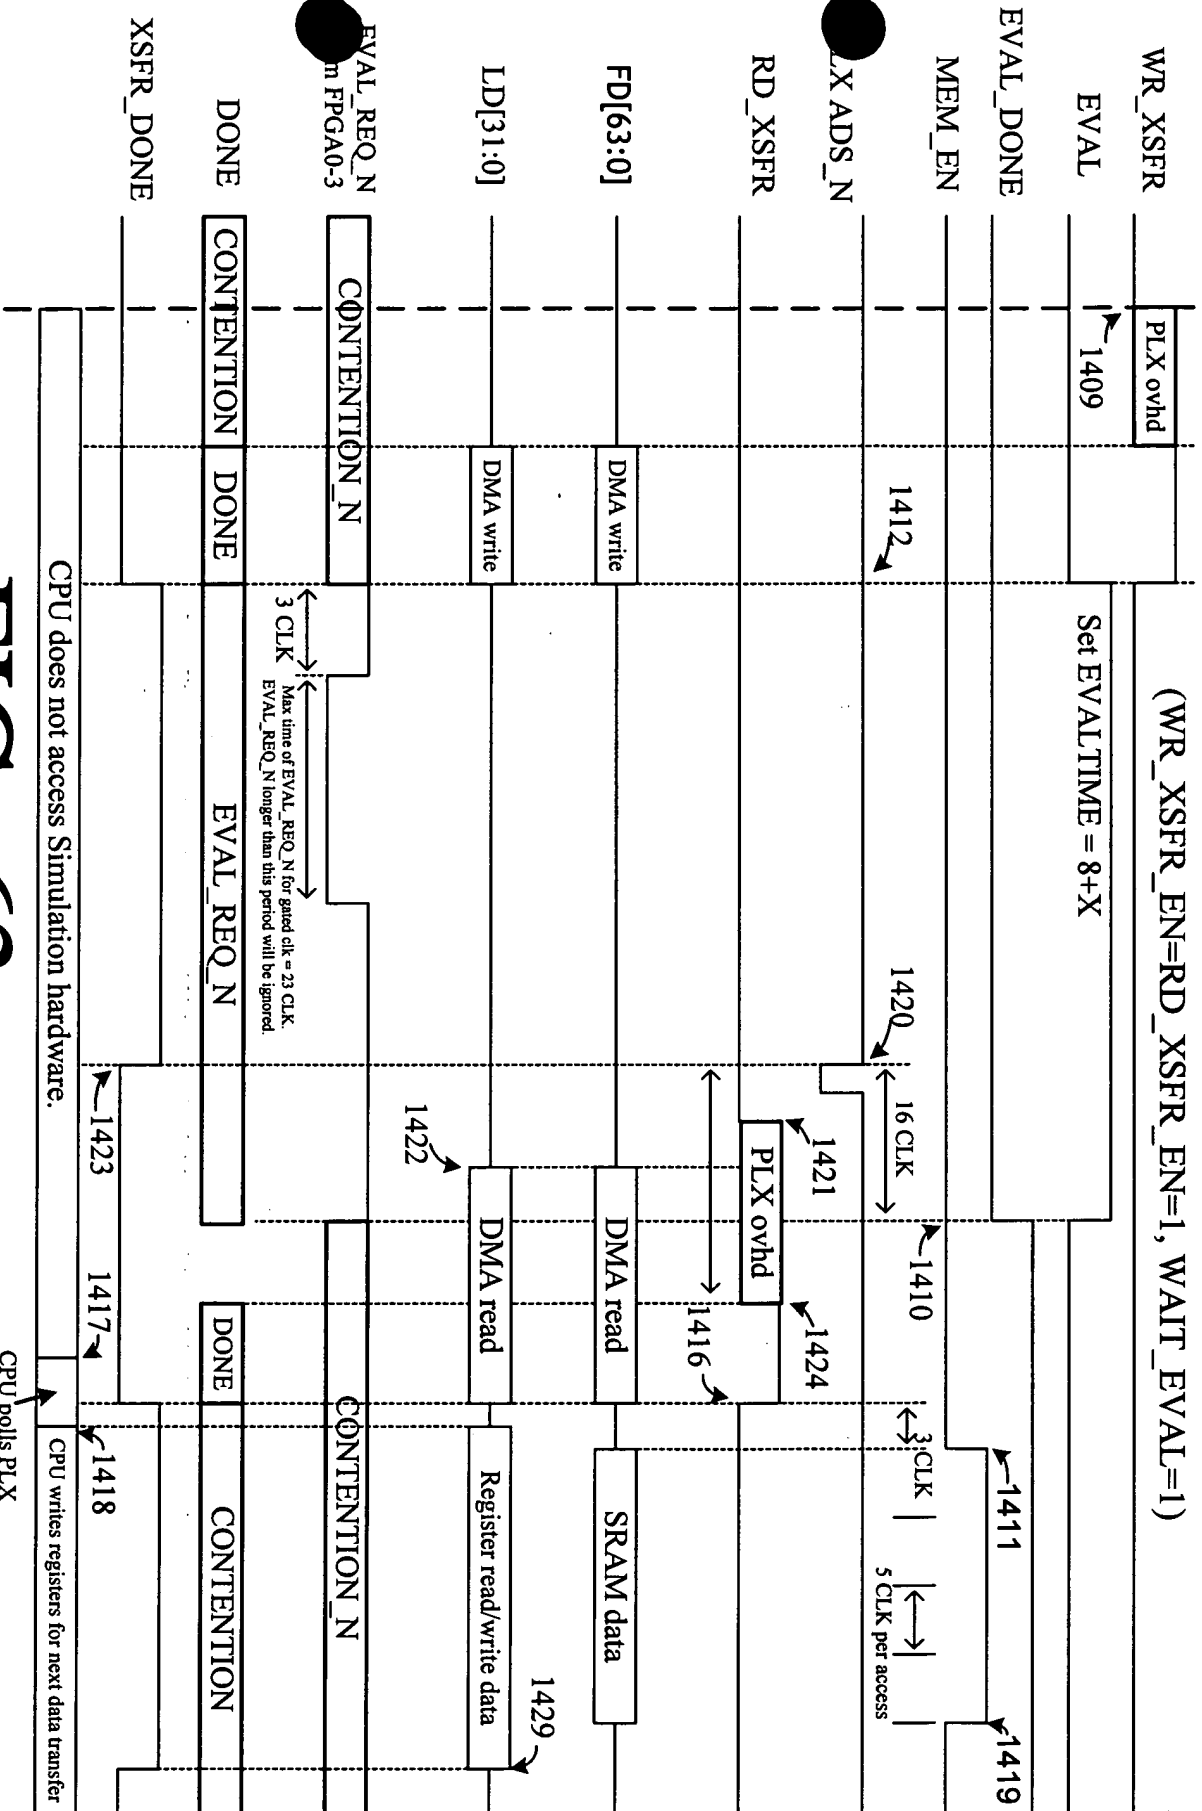 (WR_XSFR_EN=RD_XSFR_EN=1, WAIT_EVAL=1)
WR_XSFR
PLX ovhd
1409
EVAL
Set EVALTIME = 8+X
EVAL_DONE
MEM_EN
1410
1411
1419
3 CLK
5 CLK per access
LX ADS_N
1412
1420
16 CLK
RD_XSFR
1421
PLX ovhd
1424
1416
FD[63:0]
DMA write
DMA read
SRAM data
LD[31:0]
DMA write
1422
DMA read
Register read/write data
1429
EVAL_REQ_N
m FPGA0-3
CONTENTION_N
3 CLK
Max time of EVAL_REQ_N for gated clk = 23 CLK.
EVAL_REQ_N longer than this period will be ignored.
CONTENTION_N
DONE
CONTENTION
DONE
EVAL_REQ_N
DONE
CONTENTION
XSFR_DONE
1423
1417
1418
CPU does not access Simulation hardware.
CPU writes registers for next data transfer
CPU polls PLX